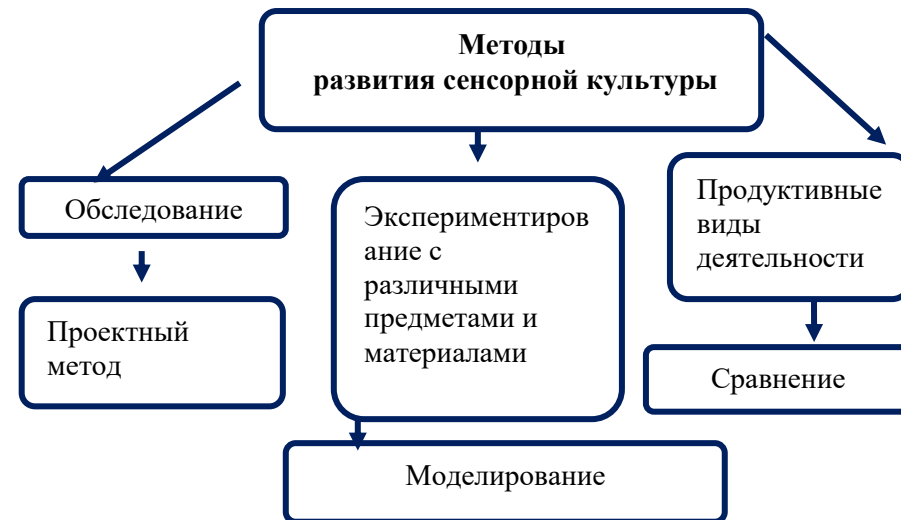 Методы
развития сенсорной культуры
Обследование
Экспериментиров
ание с
различными
предметами и
материалами
Продуктивные
виды
деятельности
Проектный
метод
Сравнение
Моделирование